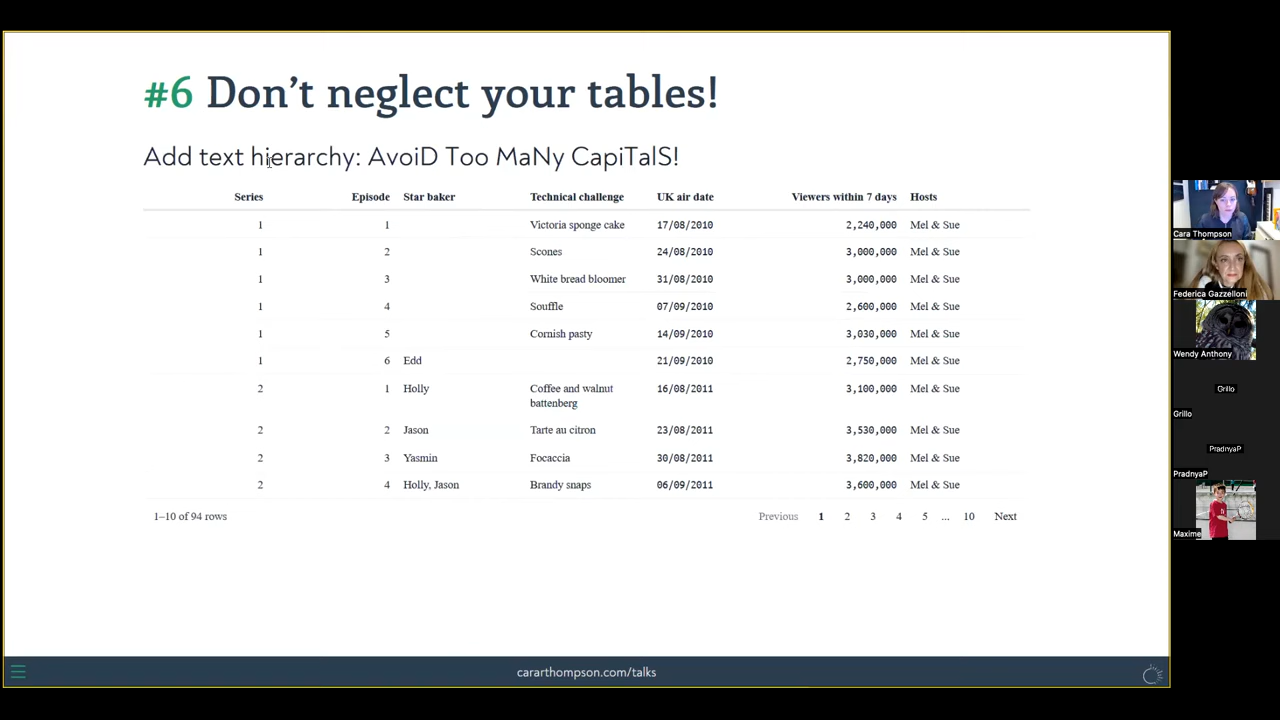 #6 Don't neglect your tables!
Add text hierarchy: AvoiD Too MaNy CapiTalS!
Series Episode Star baker Technical challenge UK air date Viewers within 7 days Hosts
1 1 Victoria sponge cake 17/08/2010 2,240,000 Mel & Sue
1 2 Scones 24/08/2010 3,000,000 Mel & Sue
1 3 White bread bloomer 31/08/2010 3,000,000 Mel & Sue
1 4 Souffle 07/09/2010 2,600,000 Mel & Sue
1 5 Cornish pasty 14/09/2010 3,030,000 Mel & Sue
1 6 Edd 21/09/2010 2,750,000 Mel & Sue
2 1 Holly Coffee and walnut 16/08/2011 3,100,000 Mel & Sue
battenberg
2 2 Jason Tarte au citron 23/08/2011 3,530,000 Mel & Sue
2 3 Yasmin Focaccia 30/08/2011 3,820,000 Mel & Sue
2 4 Holly, Jason Brandy snaps 06/09/2011 3,600,000 Mel & Sue
1–10 of 94 rows Previous 1 2 3 4 5 ... 10 Next
cararthompson.com/talks
Cara Thompson
Federica Gazzelloni
Wendy Anthony
Grillo
Grillo
PradnyaP
PradnyaP
Maxime